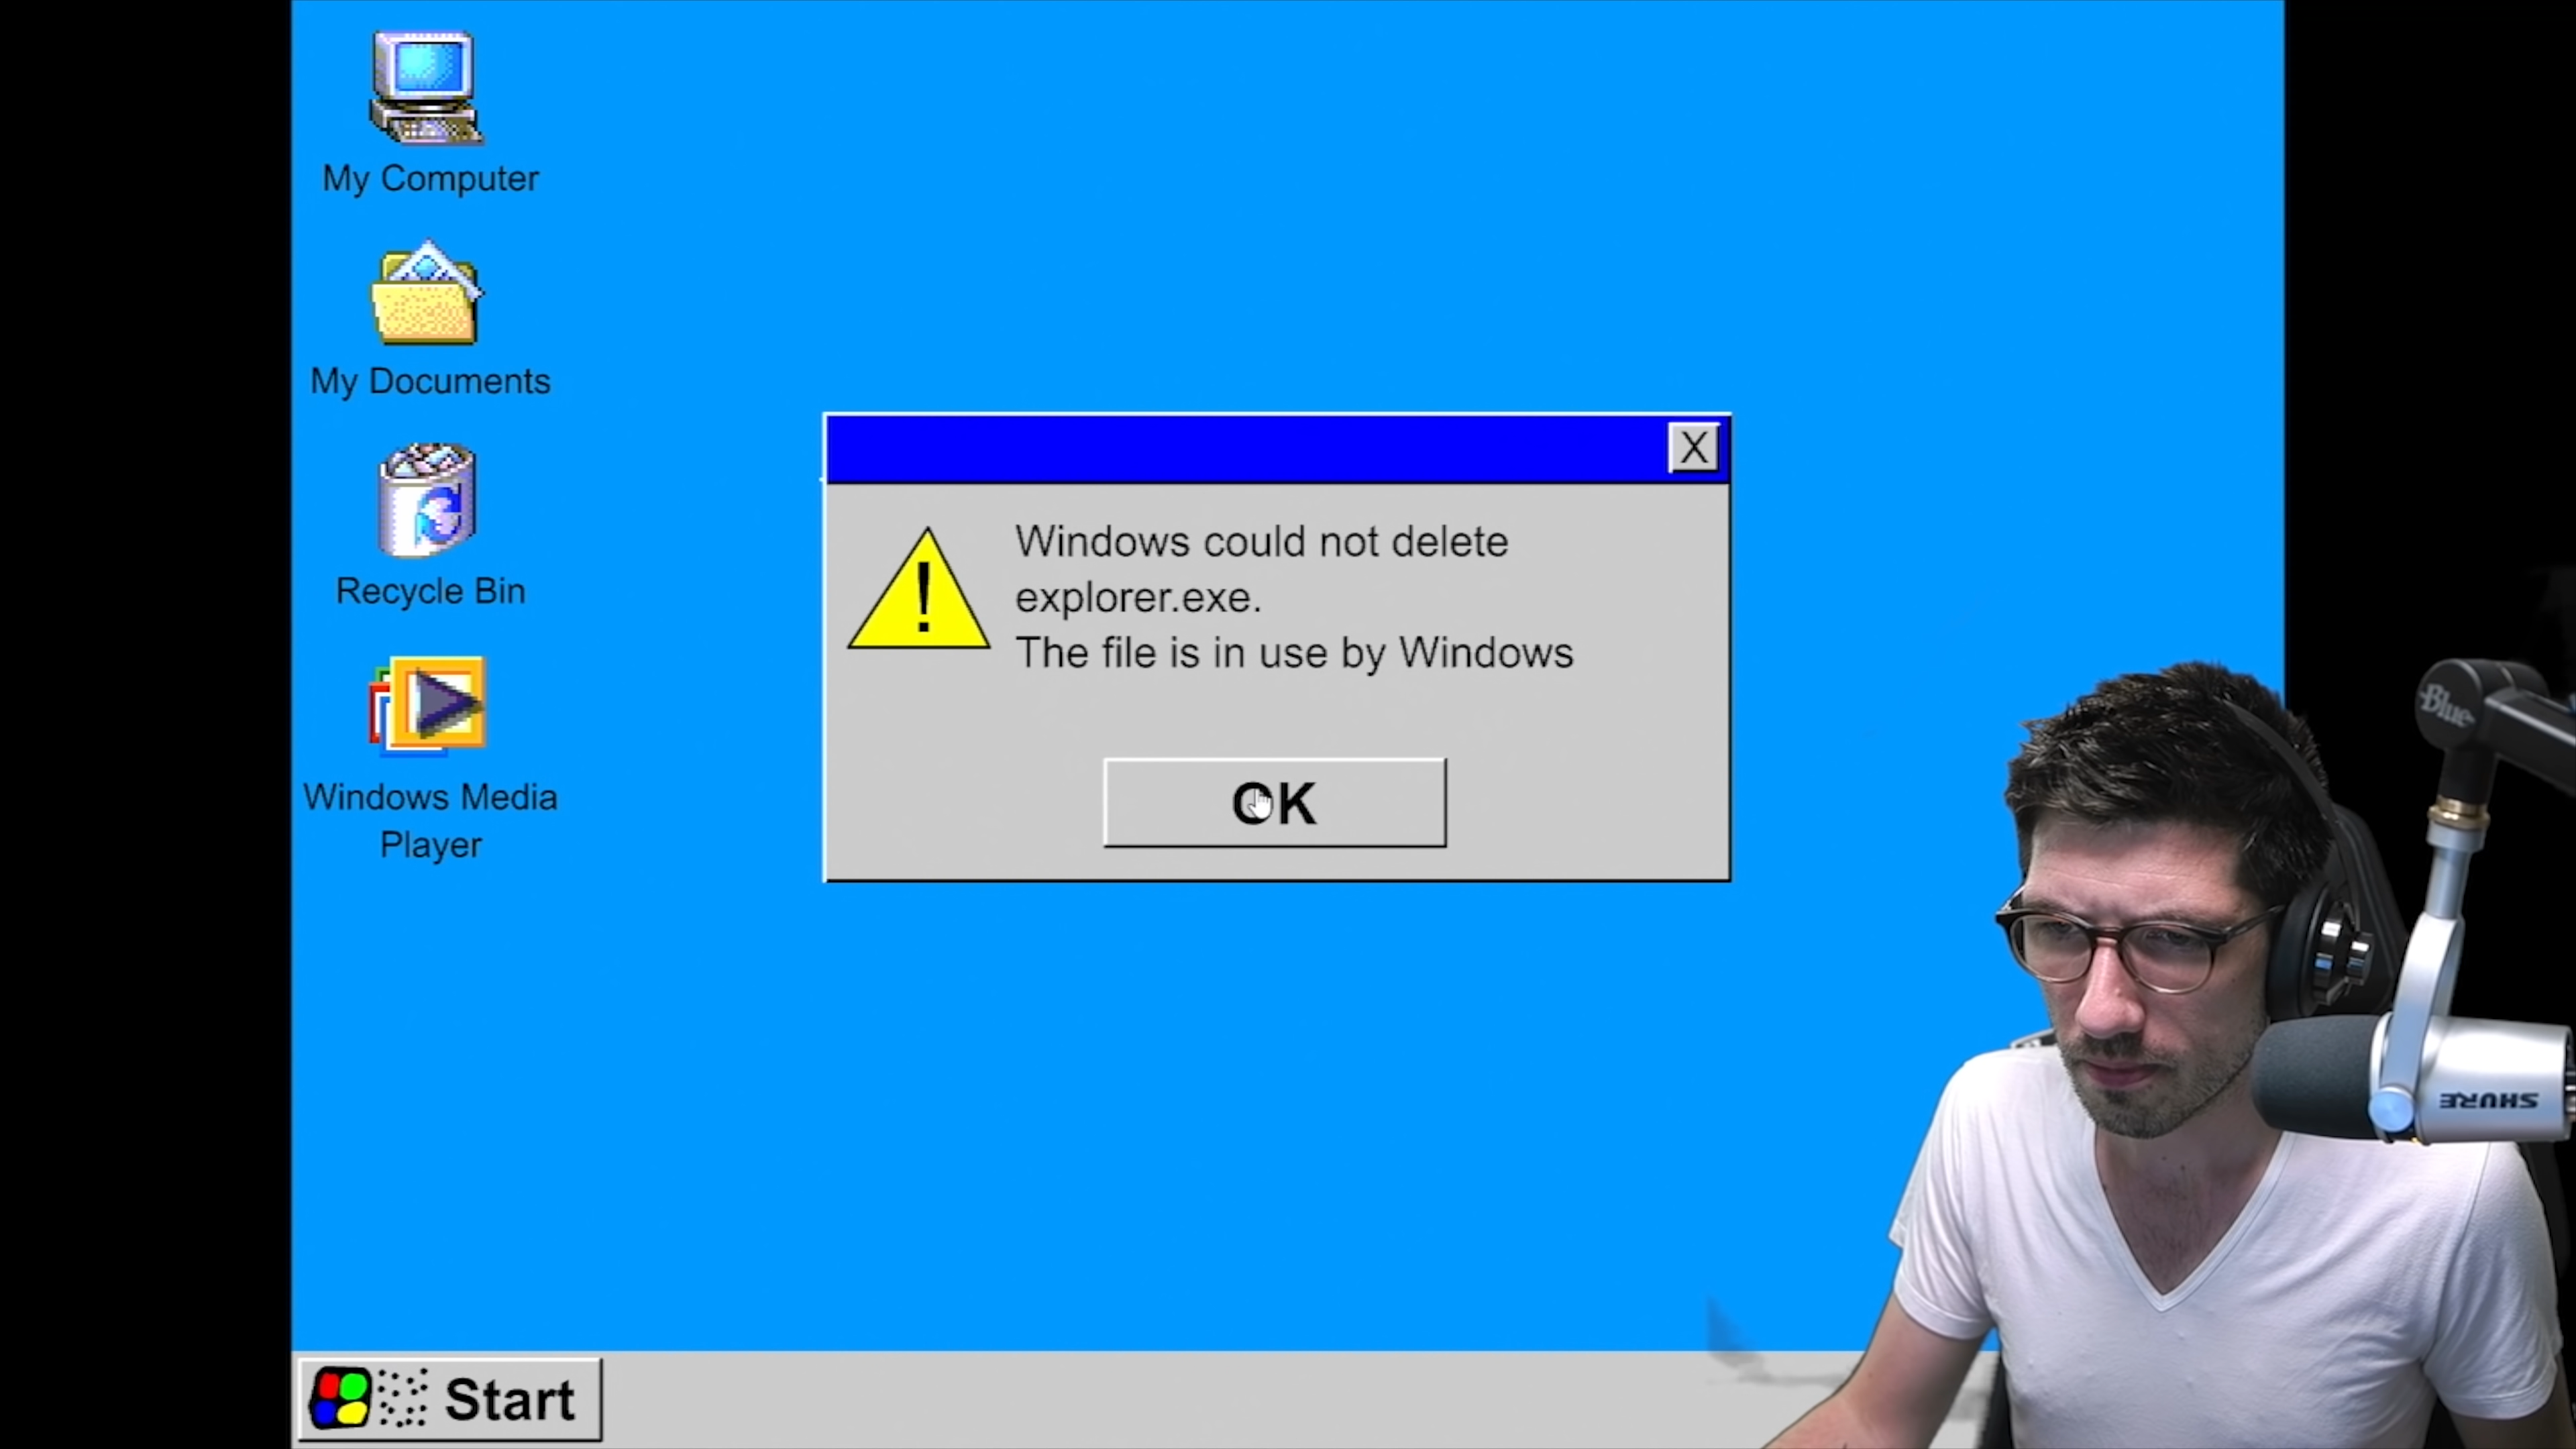 My Computer
My Documents
Recycle Bin
Windows Media
Player
X
Windows could not delete
explorer.exe.
The file is in use by Windows
!
OK
Start
Blue
SHURE